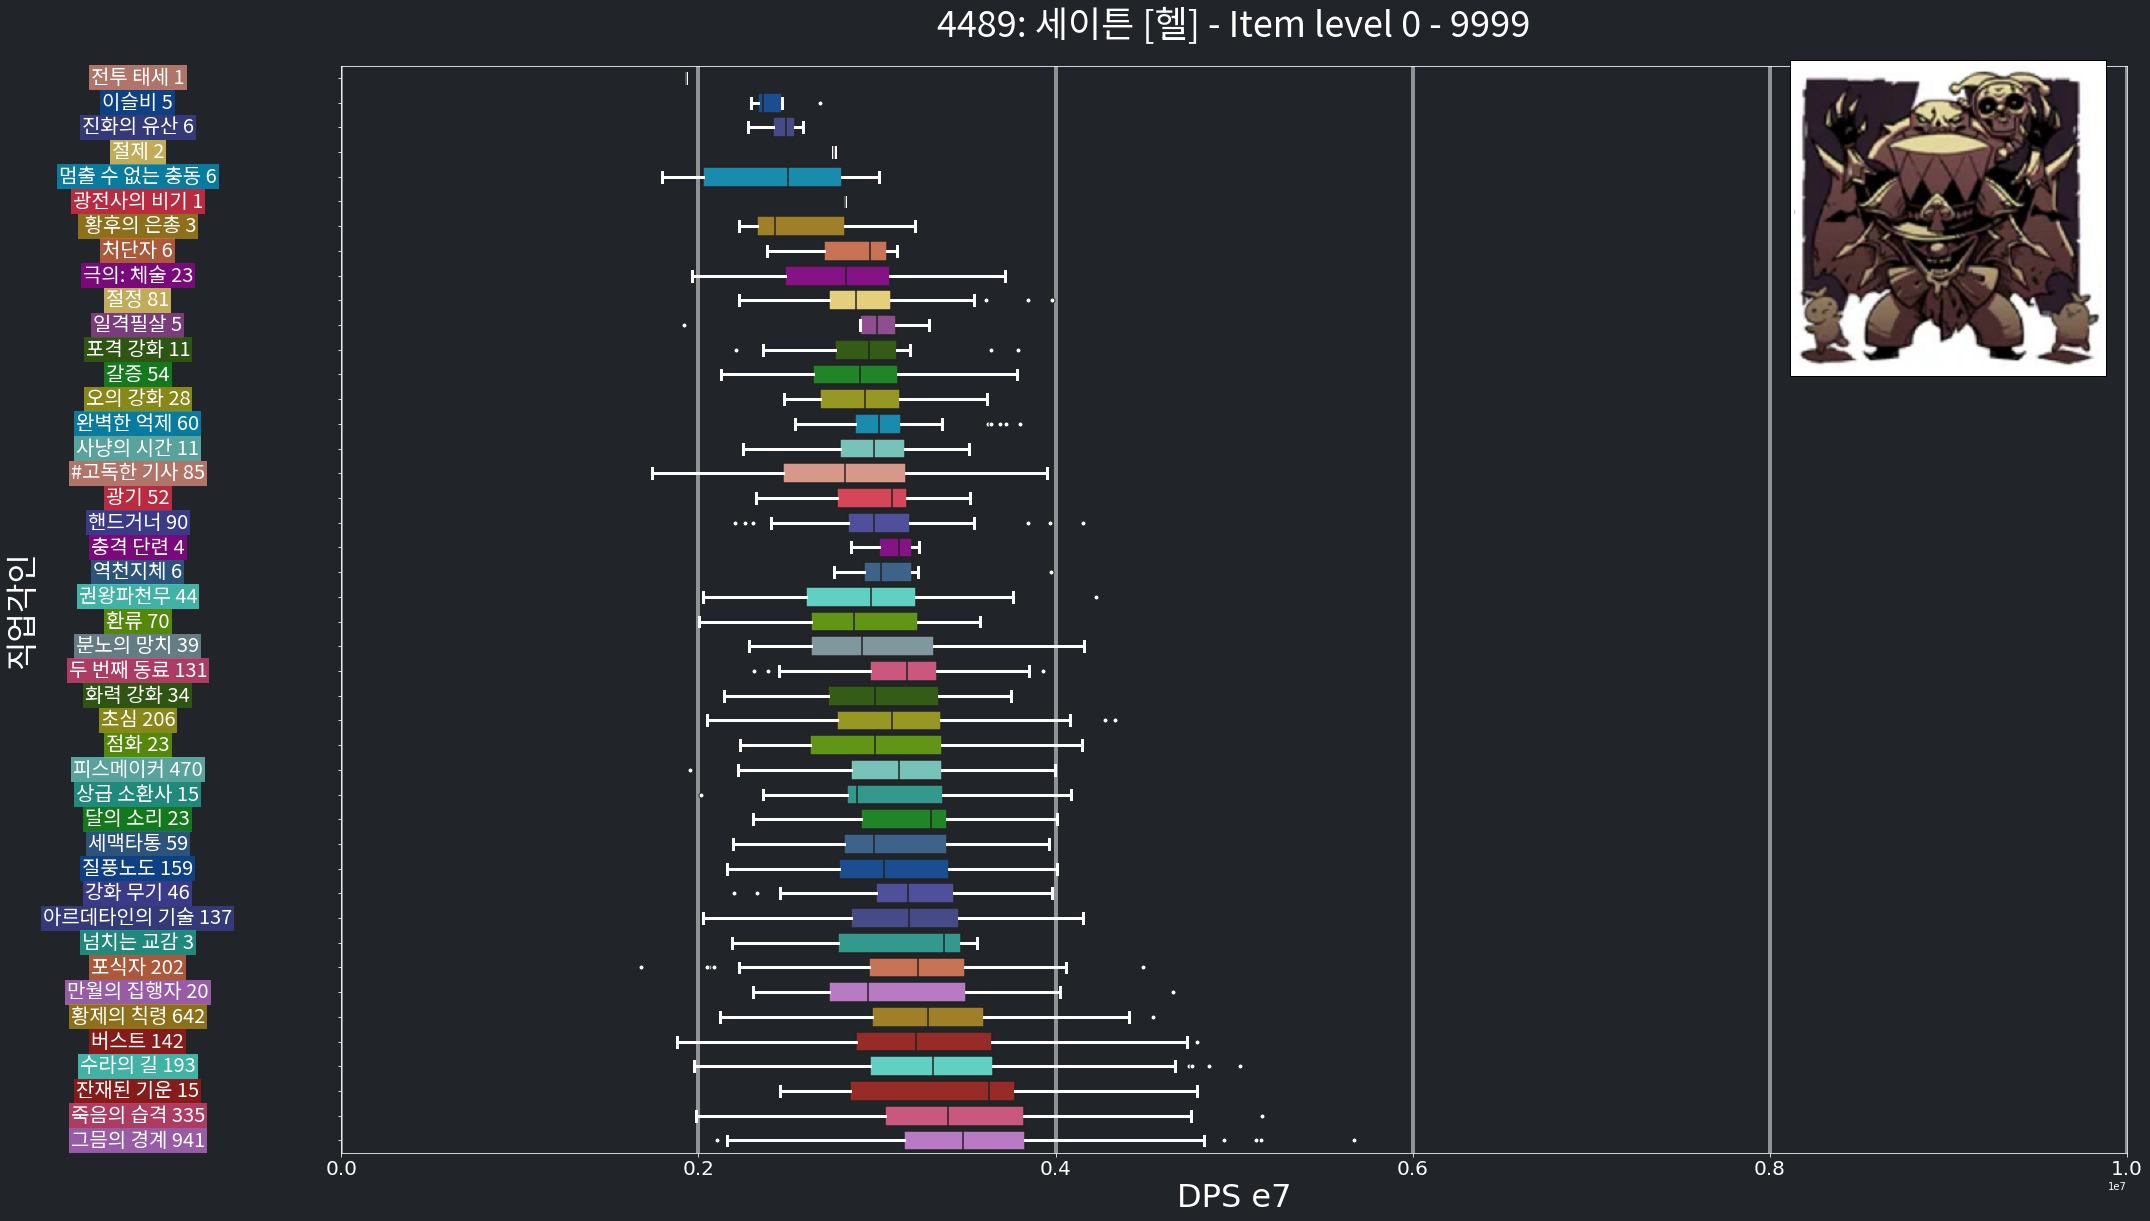 4489: 세이튼 [헬] - Item level 0 - 9999
전투 태세 1
이슬비 5
진화의 유산 6
절제 2
멈출 수 없는 충동 6
광전사의 비기 1
황후의 은총 3
처단자 6
극의: 체술 23
절정 81
일격필살 5
포격 강화 11
갈증 54
오의 강화 28
완벽한 억제 60
사냥의 시간 11
#고독한 기사 85
광기 52
핸드거너 90
충격 단련 4
역천지체 6
권왕파천무 44
환류 70
분노의 망치 39
두 번째 동료 131
화력 강화 34
초심 206
점화 23
피스메이커 470
상급 소환사 15
달의 소리 23
세맥타통 59
질풍노도 159
강화 무기 46
아르데타인의 기술 137
넘치는 교감 3
포식자 202
만월의 집행자 20
황제의 칙령 642
버스트 142
수라의 길 193
잔재된 기운 15
죽음의 습격 335
그믐의 경계 941
직업각인
0.0 0.2 0.4 0.6 0.8 1.0
1e7
DPS e7